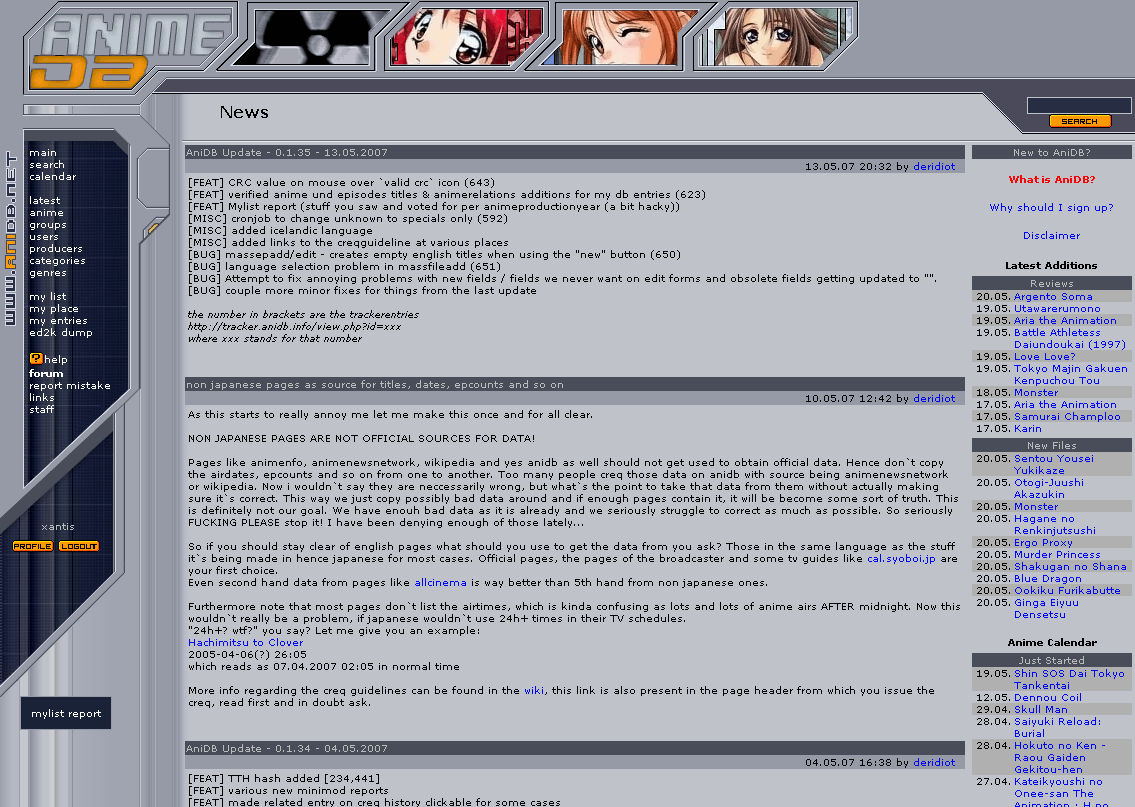 ANIME
DB
WWW.ANIDB.NET
News
SEARCH
main
search
calendar
latest
anime
groups
users
producers
categories
genres
my list
my place
my entries
ed2k dump
? help
forum
report mistake
links
staff
xantis
PROFILE LOGOUT
mylist report
AniDB Update - 0.1.35 - 13.05.2007
13.05.07 20:32 by deridiot
[FEAT] CRC value on mouse over `valid crc` icon (643)
[FEAT] verified anime und episodes titles & animerelations additions for my db entries (623)
[FEAT] Mylist report (stuff you saw and voted for per animeproductionyear (a bit hacky))
[MISC] cronjob to change unknown to specials only (592)
[MISC] added icelandic language
[MISC] added links to the creqguideline at various places
[BUG] massepadd/edit - creates empty english titles when using the "new" button (650)
[BUG] language selection problem in massfileadd (651)
[BUG] Attempt to fix annoying problems with new fields / fields we never want on edit forms and obsolete fields getting updated to "".
[BUG] couple more minor fixes for things from the last update
the number in brackets are the trackerentries
http://tracker.anidb.info/view.php?id=xxx
where xxx stands for that number
non japanese pages as source for titles, dates, epcounts and so on
10.05.07 12:42 by deridiot
As this starts to really annoy me let me make this once and for all clear.
NON JAPANESE PAGES ARE NOT OFFICIAL SOURCES FOR DATA!
Pages like animenfo, animenewsnetwork, wikipedia and yes anidb as well should not get used to obtain official data. Hence don`t copy
the airdates, epcounts and so on from one to another. Too many people creq those data on anidb with source being animenewsnetwork
or wikipedia. Now i wouldn`t say they are neccessarily wrong, but what`s the point to take that data from them without actually making
sure it`s correct. This way we just copy possibly bad data around and if enough pages contain it, it will be become some sort of truth. This
is definitely not our goal. We have enouh bad data as it is already and we seriously struggle to correct as much as possible. So seriously
FUCKING PLEASE stop it! I have been denying enough of those lately...
So if you should stay clear of english pages what should you use to get the data from you ask? Those in the same language as the stuff
it`s being made in hence japanese for most cases. Official pages, the pages of the broadcaster and some tv guides like cal.syoboi.jp are
your first choice.
Even second hand data from pages like allcinema is way better than 5th hand from non japanese ones.
Furthermore note that most pages don`t list the airtimes, which is kinda confusing as lots and lots of anime airs AFTER midnight. Now this
wouldn`t really be a problem, if japanese wouldn`t use 24h+ times in their TV schedules.
"24h+? wtf?" you say? Let me give you an example:
Hachimitsu to Clover
2005-04-06(?) 26:05
which reads as 07.04.2007 02:05 in normal time
More info regarding the creq guidelines can be found in the wiki, this link is also present in the page header from which you issue the
creq, read first and in doubt ask.
AniDB Update - 0.1.34 - 04.05.2007
04.05.07 16:38 by deridiot
[FEAT] TTH hash added [234,441]
[FEAT] various new minimod reports
[FEAT] made related entry on creq history clickable for some cases
New to AniDB?
What is AniDB?
Why should I sign up?
Disclaimer
Latest Additions
Reviews
20.05. Argento Soma
19.05. Utawarerumono
19.05. Aria the Animation
19.05. Battle Athletess
Daiundoukai (1997)
19.05. Love Love?
19.05. Tokyo Majin Gakuen
Kenpuchou Tou
18.05. Monster
17.05. Aria the Animation
17.05. Samurai Champloo
17.05. Karin
New Files
20.05. Sentou Yousei
Yukikaze
20.05. Otogi-Juushi
Akazukin
20.05. Monster
20.05. Hagane no
Renkinjutsushi
20.05. Ergo Proxy
20.05. Murder Princess
20.05. Shakugan no Shana
20.05. Blue Dragon
20.05. Ookiku Furikabutte
20.05. Ginga Eiyuu
Densetsu
Anime Calendar
Just Started
19.05. Shin SOS Dai Tokyo
Tankentai
12.05. Dennou Coil
29.04. Skull Man
28.04. Saiyuki Reload:
Burial
28.04. Hokuto no Ken -
Raou Gaiden
Gekitou-hen
27.04. Kateikyoushi no
Onee-san The
Animation : H no